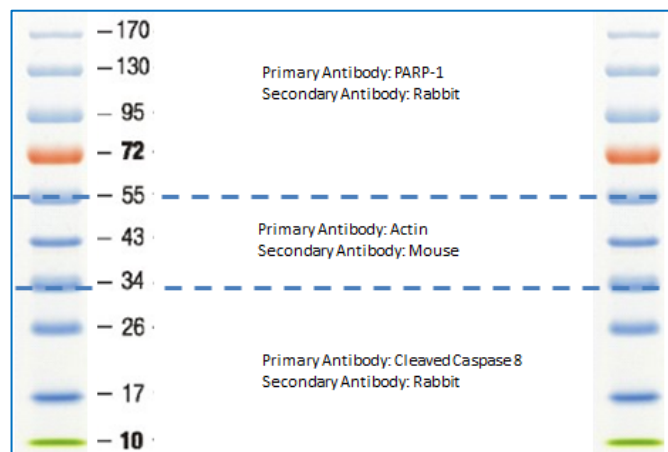 – 170
– 130
Primary Antibody: PARP-1
Secondary Antibody: Rabbit
– 95
– 72
– 55
Primary Antibody: Actin
– 43
Secondary Antibody: Mouse
– 34
– 26
Primary Antibody: Cleaved Caspase 8
Secondary Antibody: Rabbit
– 17
– 10